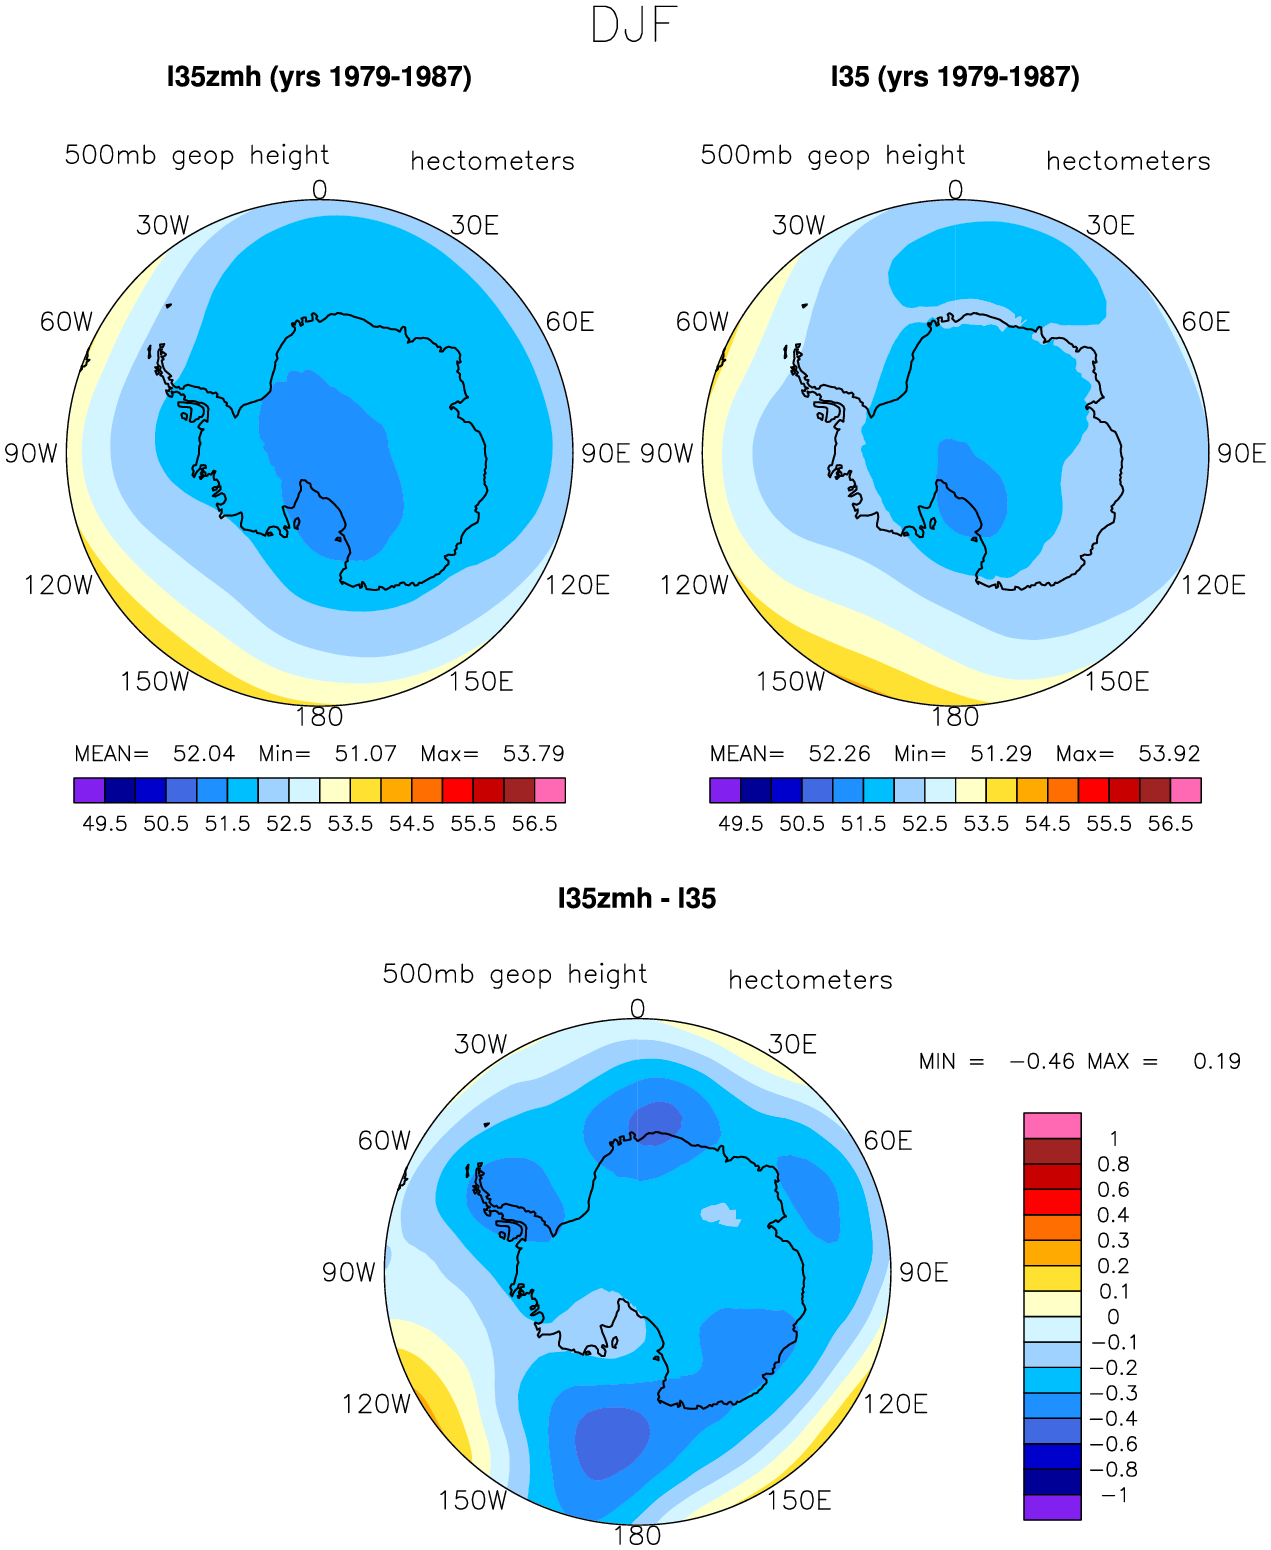 DJF
I35zmh (yrs 1979-1987)
I35 (yrs 1979-1987)
500mb geop height hectometers
500mb geop height hectometers
0
30W 30E
60W 60E
90W 90E
120W 120E
150W 150E
180
0
30W 30E
60W 60E
90W 90E
120W 120E
150W 150E
180
MEAN= 52.04 Min= 51.07 Max= 53.79
49.5 50.5 51.5 52.5 53.5 54.5 55.5 56.5
MEAN= 52.26 Min= 51.29 Max= 53.92
49.5 50.5 51.5 52.5 53.5 54.5 55.5 56.5
I35zmh - I35
500mb geop height hectometers
0
30W 30E
60W 60E
90W 90E
120W 120E
150W 150E
180
MIN = -0.46 MAX = 0.19
1
0.8
0.6
0.4
0.3
0.2
0.1
0
-0.1
-0.2
-0.3
-0.4
-0.6
-0.8
-1